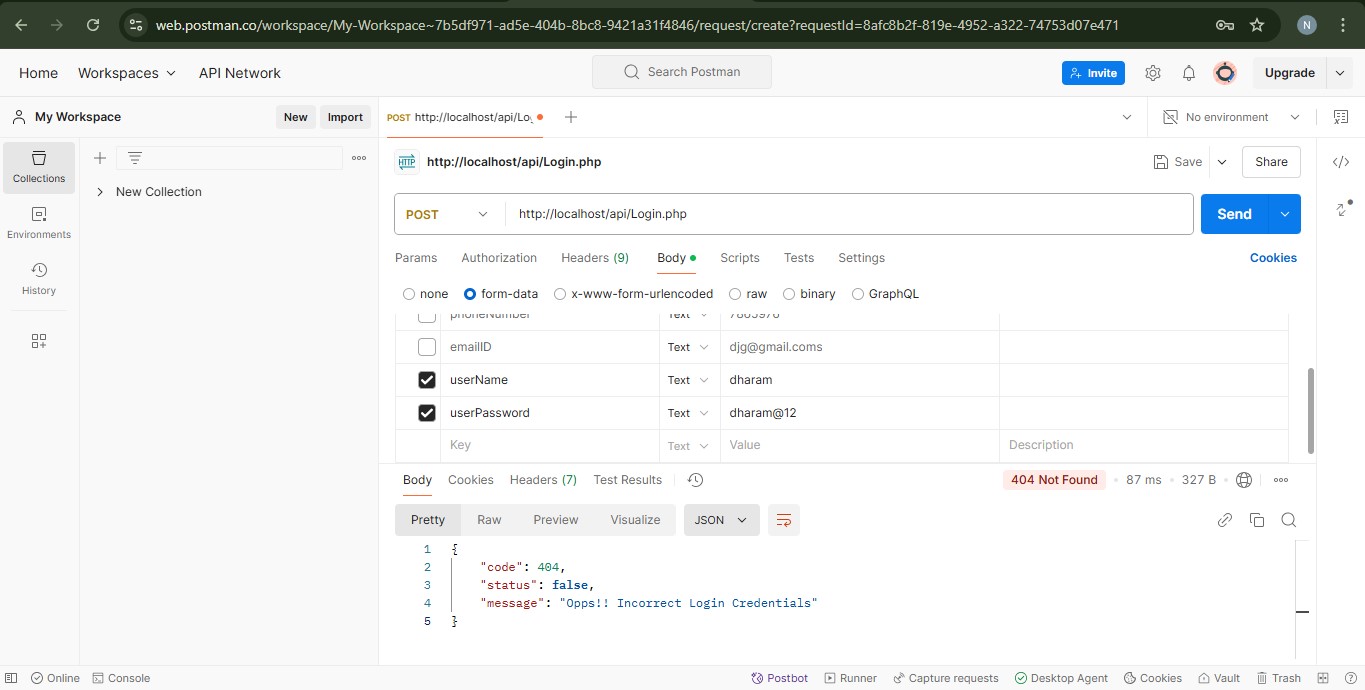 web.postman.co/workspace/My-Workspace~7b5df971-ad5e-404b-8bc8-9421a31f4846/request/create?requestId=8afc8b2f-819e-4952-a322-74753d07e471
N
Home Workspaces API Network
Search Postman
Invite
Upgrade
My Workspace
New
Import
POST http://localhost/api/Lo
No environment
Collections
Environments
History
New Collection
HTTP http://localhost/api/Login.php
Save
Share
POST http://localhost/api/Login.php
Send
Params Authorization Headers (9) Body Scripts Tests Settings Cookies
none form-data x-www-form-urlencoded raw binary GraphQL
phoneNumber Text 7863976
emailID Text djg@gmail.coms
userName Text dharam
userPassword Text dharam@12
Key Text Value Description
Body Cookies Headers (7) Test Results 404 Not Found 87 ms 327 B
Pretty Raw Preview Visualize JSON
1 {
2 "code": 404,
3 "status": false,
4 "message": "Opps!! Incorrect Login Credentials"
5 }
Online Console Postbot Runner Capture requests Desktop Agent Cookies Vault Trash